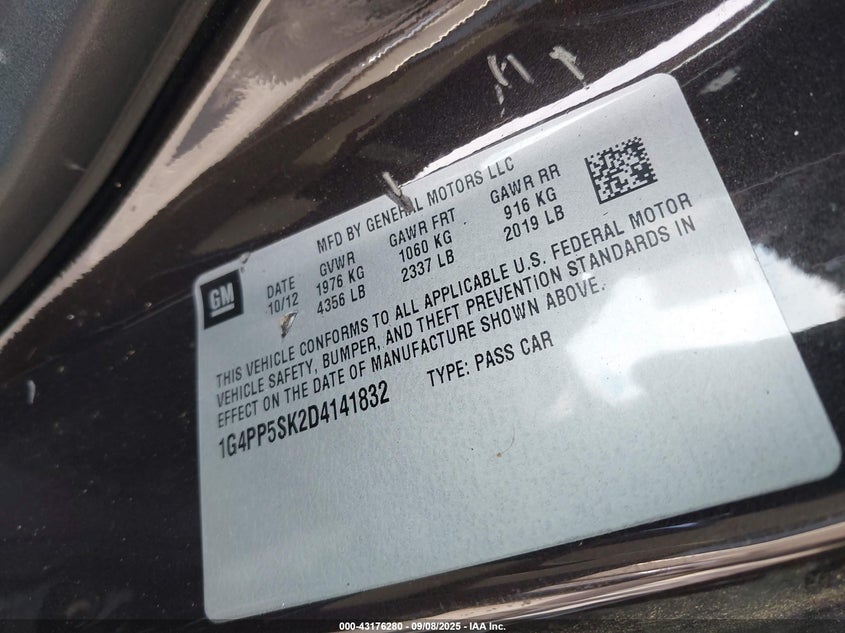 MFD BY GENERAL MOTORS LLC
GM
DATE GVWR GAWR FRT GAWR RR
10/12 1976 KG 1060 KG 916 KG
4356 LB 2337 LB 2019 LB
THIS VEHICLE CONFORMS TO ALL APPLICABLE U.S. FEDERAL MOTOR
VEHICLE SAFETY, BUMPER, AND THEFT PREVENTION STANDARDS IN
EFFECT ON THE DATE OF MANUFACTURE SHOWN ABOVE.
1G4PP5SK2D4141832 TYPE: PASS CAR
000-43176280 - 09/08/2025 - IAA Inc.